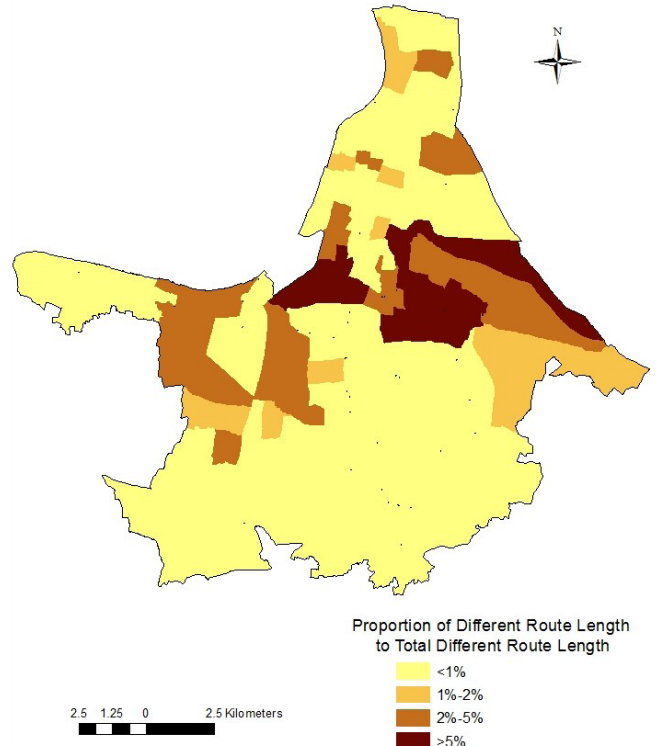 N
Proportion of Different Route Length
to Total Different Route Length
<1%
1%-2%
2%-5%
>5%
2.5 1.25 0 2.5 Kilometers